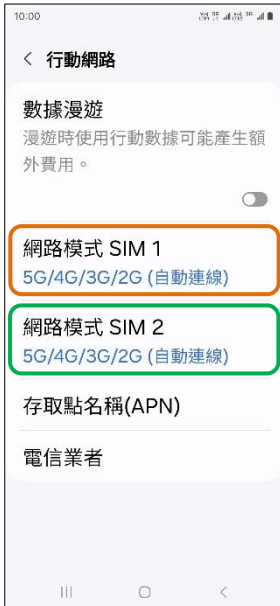 10:00
行動網路
數據漫遊
漫遊時使用行動數據可能產生額
外費用。
網路模式 SIM 1
5G/4G/3G/2G (自動連線)
網路模式 SIM 2
5G/4G/3G/2G (自動連線)
存取點名稱(APN)
電信業者